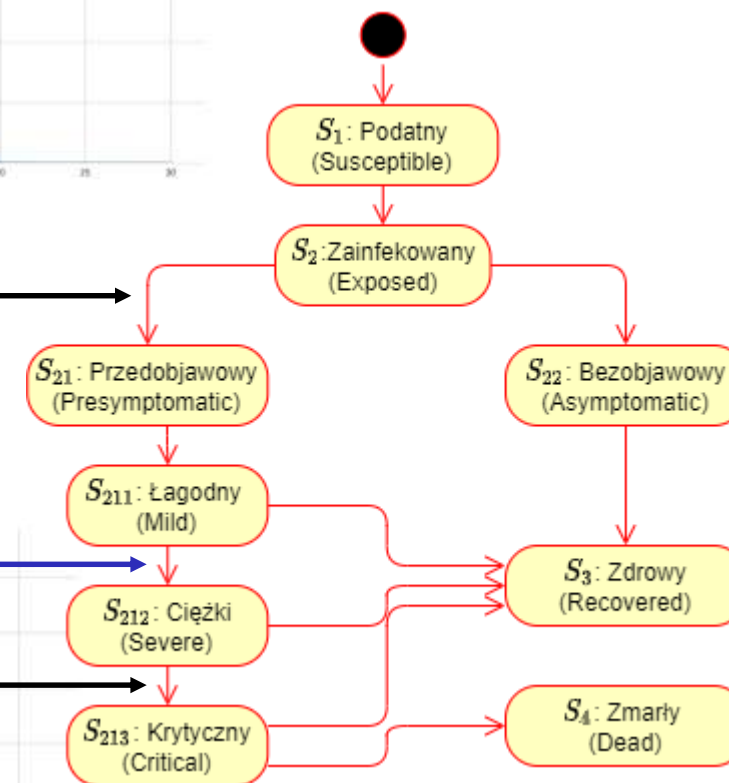 S₁: Podatny
(Susceptible)
S₂:Zainfekowany
(Exposed)
S₂₁: Przedobjawowy
(Presymptomatic)
S₂₂: Bezobjawowy
(Asymptomatic)
S₂₁₁: Łagodny
(Mild)
S₂₁₂: Ciężki
(Severe)
S₃: Zdrowy
(Recovered)
S₂₁₃: Krytyczny
(Critical)
S₄: Zmarły
(Dead)